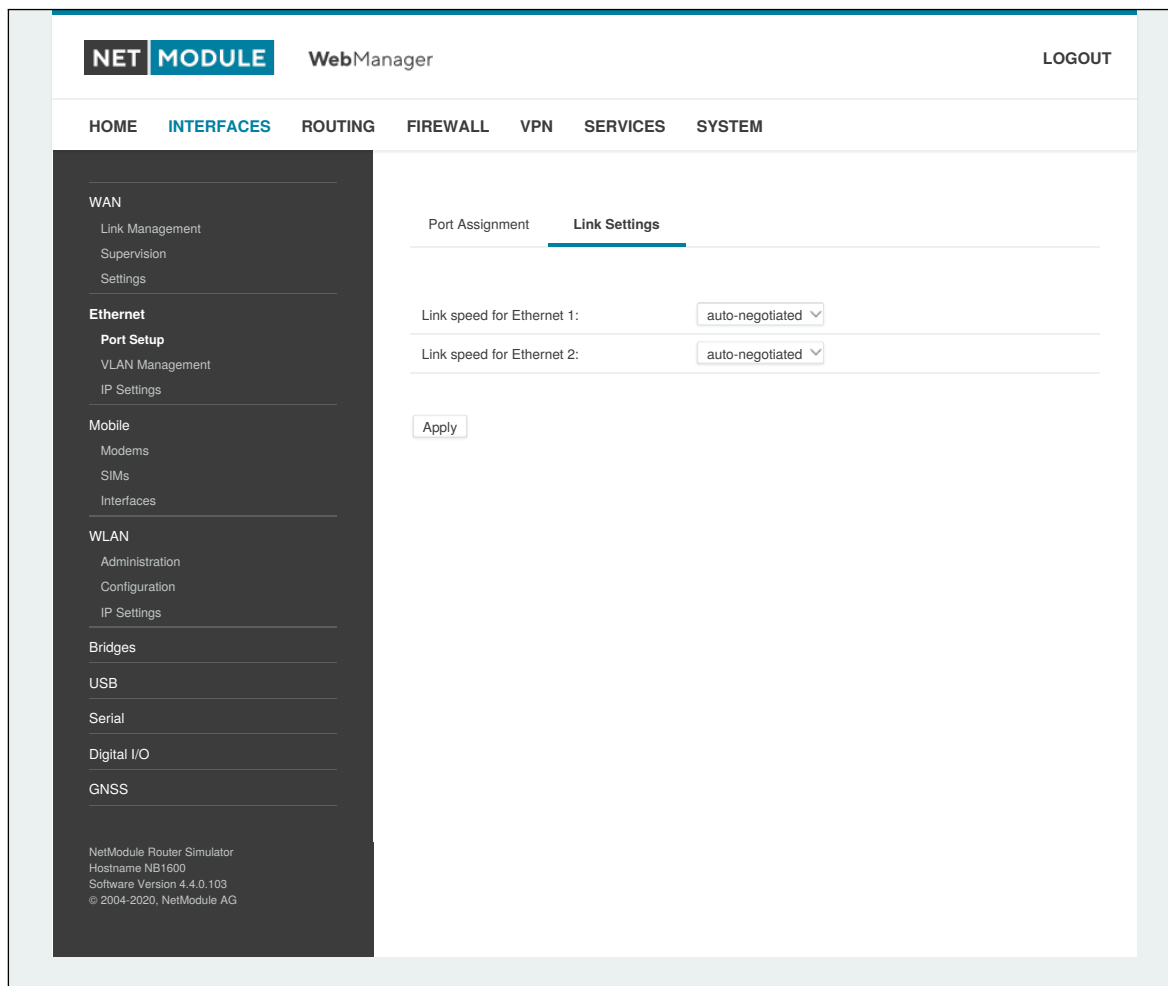 NET MODULE WebManager LOGOUT
HOME INTERFACES ROUTING FIREWALL VPN SERVICES SYSTEM
WAN
Link Management
Supervision
Settings
Ethernet
Port Setup
VLAN Management
IP Settings
Mobile
Modems
SIMs
Interfaces
WLAN
Administration
Configuration
IP Settings
Bridges
USB
Serial
Digital I/O
GNSS
NetModule Router Simulator
Hostname NB1600
Software Version 4.4.0.103
© 2004-2020, NetModule AG
Port Assignment Link Settings
Link speed for Ethernet 1: auto-negotiated
Link speed for Ethernet 2: auto-negotiated
Apply